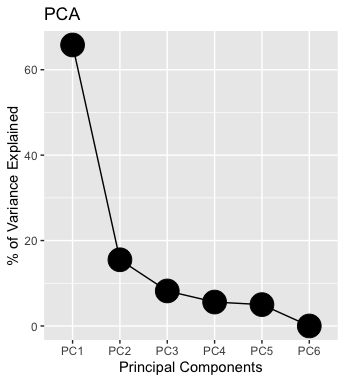 PCA
% of Variance Explained
60
40
20
0
PC1 PC2 PC3 PC4 PC5 PC6
Principal Components